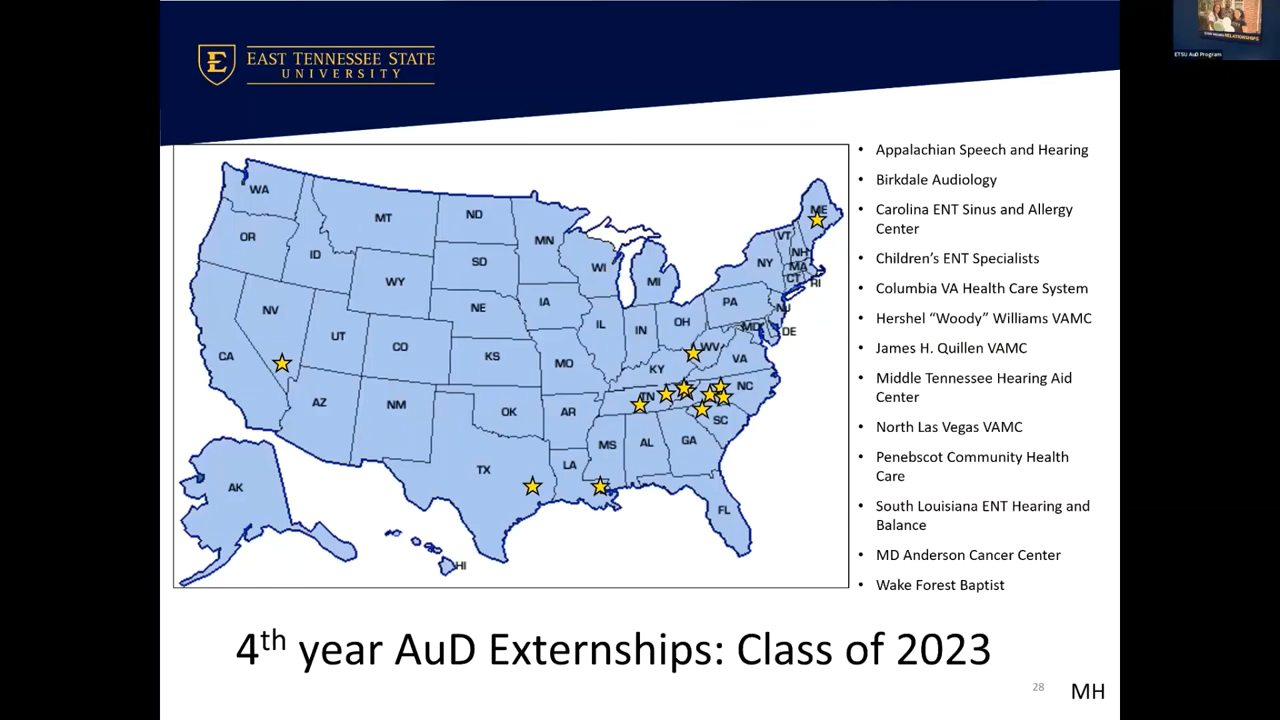 EAST TENNESSEE STATE
UNIVERSITY
ETSU AuD Program
WA
OR
CA
NV
ID
MT
WY
UT
AZ
CO
NM
ND
SD
NE
KS
OK
TX
MN
IA
MO
AR
LA
WI
IL
MS
MI
IN
OH
KY
TN
AL
GA
FL
SC
NC
VA
WV
PA
NY
MD
DE
NJ
CT
RI
MA
NH
VT
ME
AK
HI
• Appalachian Speech and Hearing
• Birkdale Audiology
• Carolina ENT Sinus and Allergy
Center
• Children’s ENT Specialists
• Columbia VA Health Care System
• Hershel “Woody” Williams VAMC
• James H. Quillen VAMC
• Middle Tennessee Hearing Aid
Center
• North Las Vegas VAMC
• Penebscot Community Health
Care
• South Louisiana ENT Hearing and
Balance
• MD Anderson Cancer Center
• Wake Forest Baptist
4th year AuD Externships: Class of 2023
28
MH